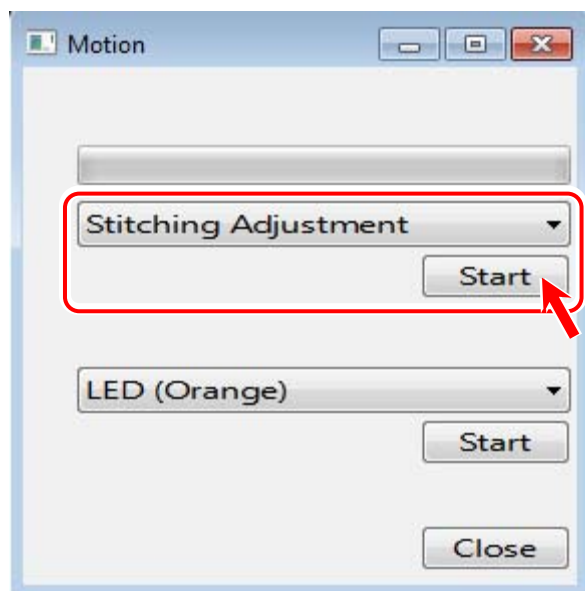 Motion
Stitching Adjustment
Start
LED (Orange)
Start
Close